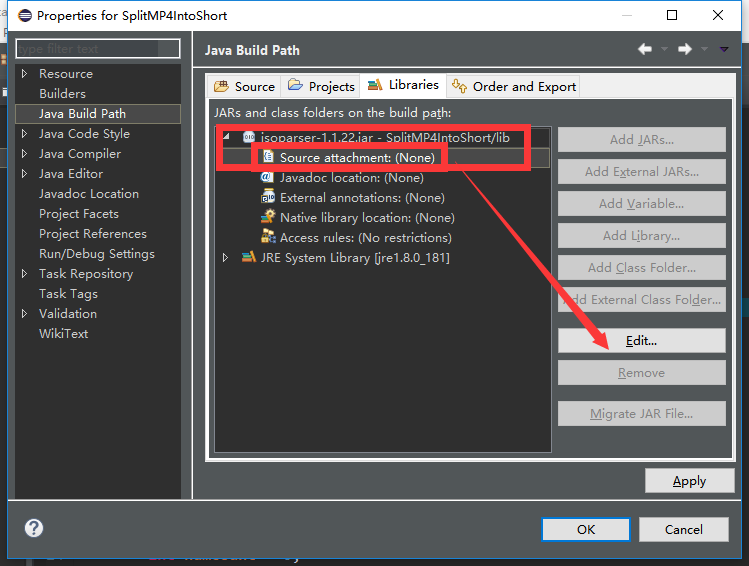 Properties for SplitMP4IntoShort
type filter text
Resource
Builders
Java Build Path
Java Code Style
Java Compiler
Java Editor
Javadoc Location
Project Facets
Project References
Run/Debug Settings
Task Repository
Task Tags
Validation
WikiText
Java Build Path
Source
Projects
Libraries
Order and Export
JARs and class folders on the build path:
isoparser-1.1.22.jar - SplitMP4IntoShort/lib
Source attachment: (None)
Javadoc location: (None)
External annotations: (None)
Native library location: (None)
Access rules: (No restrictions)
JRE System Library [jre1.8.0_181]
Add JARs...
Add External JARs...
Add Variable...
Add Library...
Add Class Folder...
Add External Class Folder...
Edit...
Remove
Migrate JAR File...
Apply
OK
Cancel